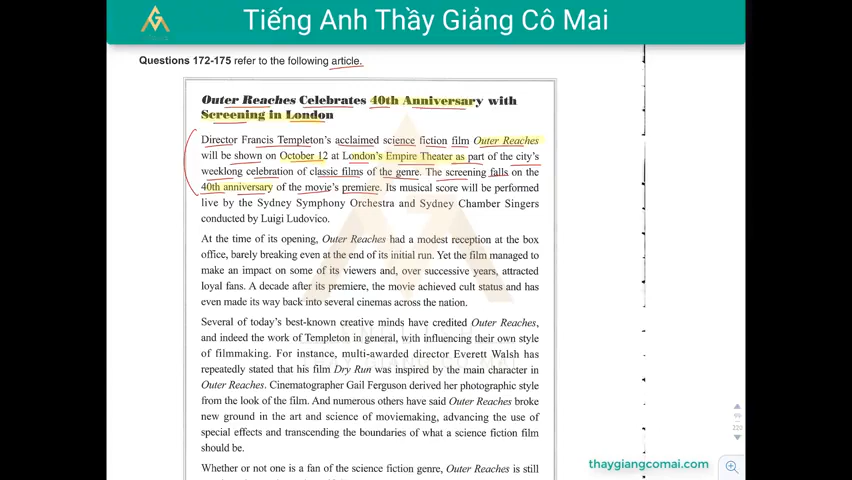 Tiếng Anh Thầy Giảng Cô Mai
Questions 172-175 refer to the following article.
Outer Reaches Celebrates 40th Anniversary with
Screening in London
Director Francis Templeton's acclaimed science fiction film Outer Reaches
will be shown on October 12 at London's Empire Theater as part of the city's
weeklong celebration of classic films of the genre. The screening falls on the
40th anniversary of the movie's premiere. Its musical score will be performed
live by the Sydney Symphony Orchestra and Sydney Chamber Singers
conducted by Luigi Ludovico.
At the time of its opening, Outer Reaches had a modest reception at the box
office, barely breaking even at the end of its initial run. Yet the film managed to
make an impact on some of its viewers and, over successive years, attracted
loyal fans. A decade after its premiere, the movie achieved cult status and has
even made its way back into several cinemas across the nation.
Several of today's best-known creative minds have credited Outer Reaches,
and indeed the work of Templeton in general, with influencing their own style
of filmmaking. For instance, multi-awarded director Everett Walsh has
repeatedly stated that his film Dry Run was inspired by the main character in
Outer Reaches. Cinematographer Gail Ferguson derived her photographic style
from the look of the film. And numerous others have said Outer Reaches broke
new ground in the art and science of moviemaking, advancing the use of
special effects and transcending the boundaries of what a science fiction film
should be.
Whether or not one is a fan of the science fiction genre, Outer Reaches is still
thaygiangcomai.com